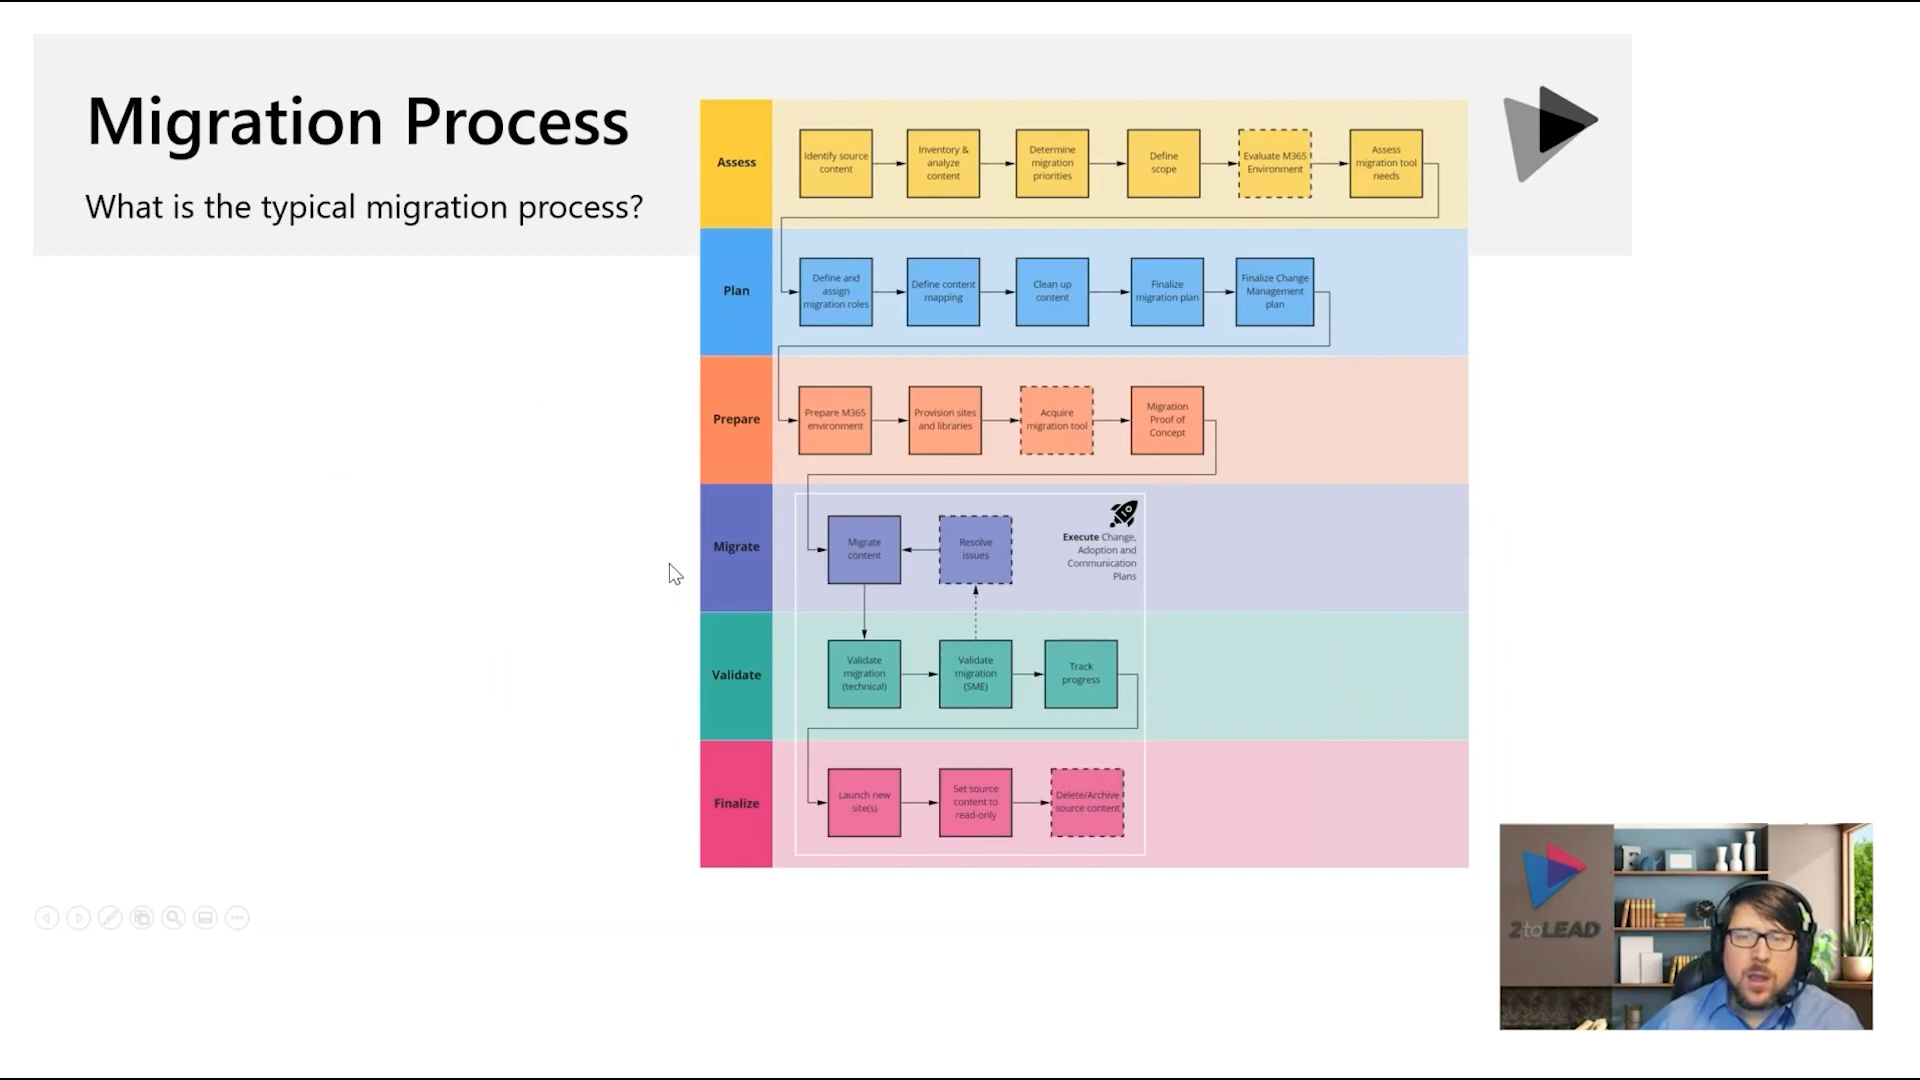 Migration Process
What is the typical migration process?
Assess
Identify source
content
Inventory &
analyze
content
Determine
migration
priorities
Define
scope
Evaluate M365
Environment
Assess
migration tool
needs
Plan
Define and
assign
migration roles
Define content
mapping
Clean up
content
Finalize
migration plan
Finalize Change
Management
plan
Prepare
Prepare M365
environment
Provision sites
and libraries
Acquire
migration tool
Migration
Proof of
Concept
Migrate
Migrate
content
Resolve
issues
Execute Change,
Adoption and
Communication
Plans
Validate
Validate
migration
(technical)
Validate
migration
(SME)
Track
progress
Finalize
Launch new
site(s)
Set source
content to
read-only
Delete/Archive
source content
2toLEAD